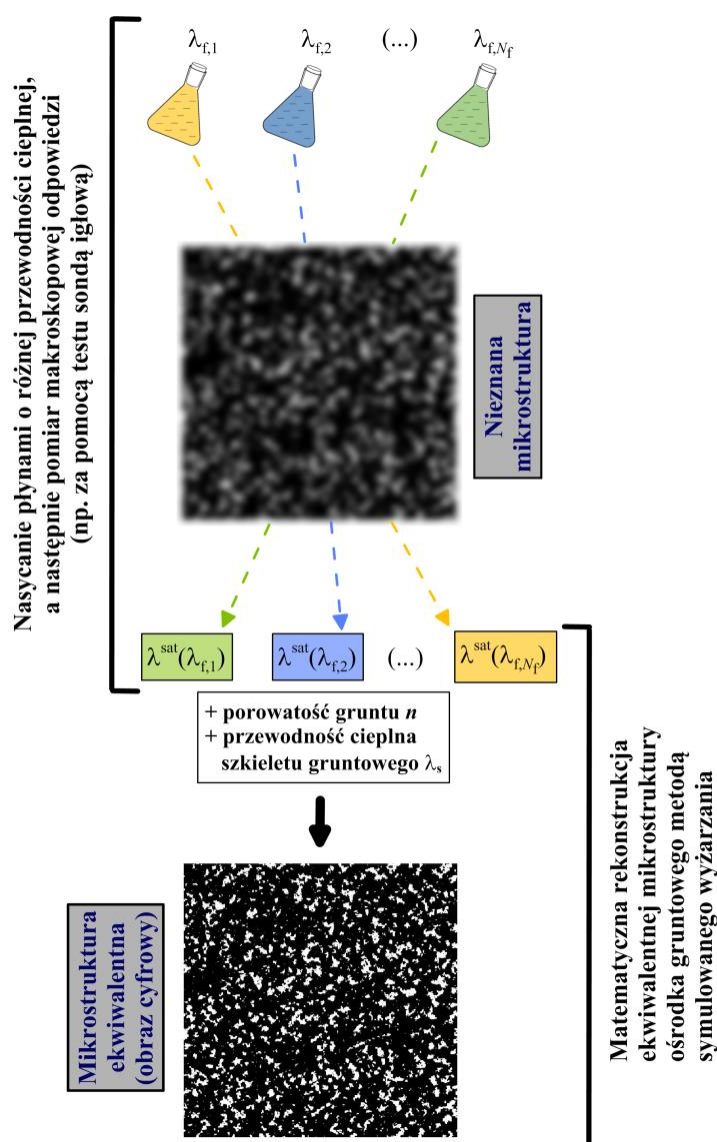 λf,1 λf,2 (...) λf,Nf
Nasycanie płynami o różnej przewodności cieplnej,
a następnie pomiar makroskopowej odpowiedzi
(np. za pomocą testu sondą igłową)
Nieznana
mikrostruktura
λsat(λf,1) λsat(λf,2) (...) λsat(λf,Nf)
+ porowatość gruntu n
+ przewodność cieplna
szkieletu gruntowego λs
Mikrostruktura
ekwiwalentna
(obraz cyfrowy)
Matematyczna rekonstrukcja
ekwiwalentnej mikrostruktury
ośrodka gruntowego metodą
symulowanego wyżarzania